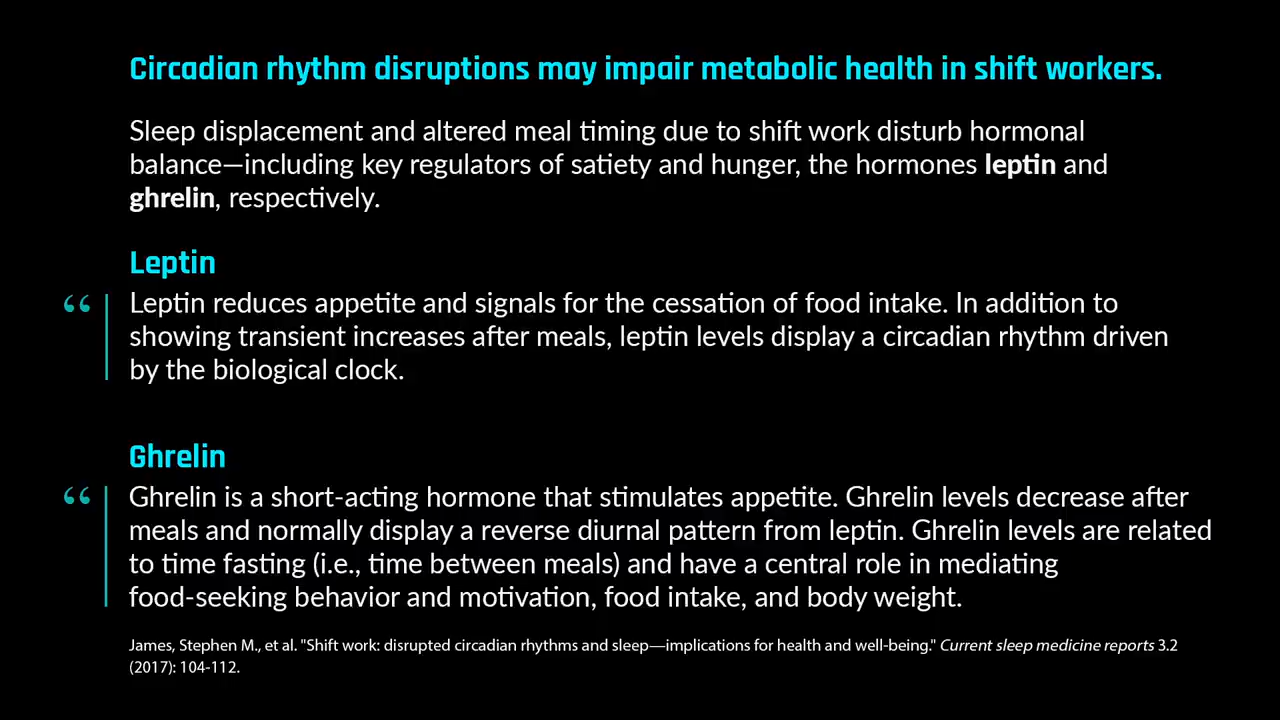 Circadian rhythm disruptions may impair metabolic health in shift workers.
Sleep displacement and altered meal timing due to shift work disturb hormonal
balance—including key regulators of satiety and hunger, the hormones leptin and
ghrelin, respectively.
Leptin
“ Leptin reduces appetite and signals for the cessation of food intake. In addition to
showing transient increases after meals, leptin levels display a circadian rhythm driven
by the biological clock.
Ghrelin
“ Ghrelin is a short-acting hormone that stimulates appetite. Ghrelin levels decrease after
meals and normally display a reverse diurnal pattern from leptin. Ghrelin levels are related
to time fasting (i.e., time between meals) and have a central role in mediating
food-seeking behavior and motivation, food intake, and body weight.
James, Stephen M., et al. "Shift work: disrupted circadian rhythms and sleep—implications for health and well-being." Current sleep medicine reports 3.2
(2017): 104-112.